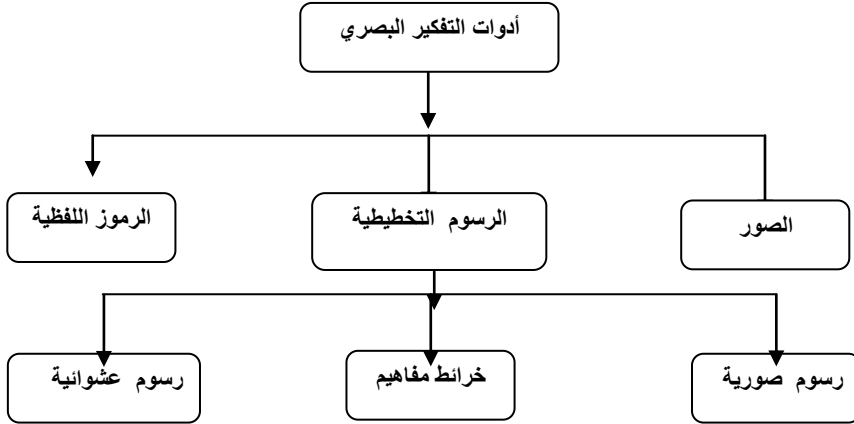 أدوات التفكير البصري
الصور
الرسوم التخطيطية
الرموز اللفظية
رسوم صورية
خرائط مفاهيم
رسوم عشوائية